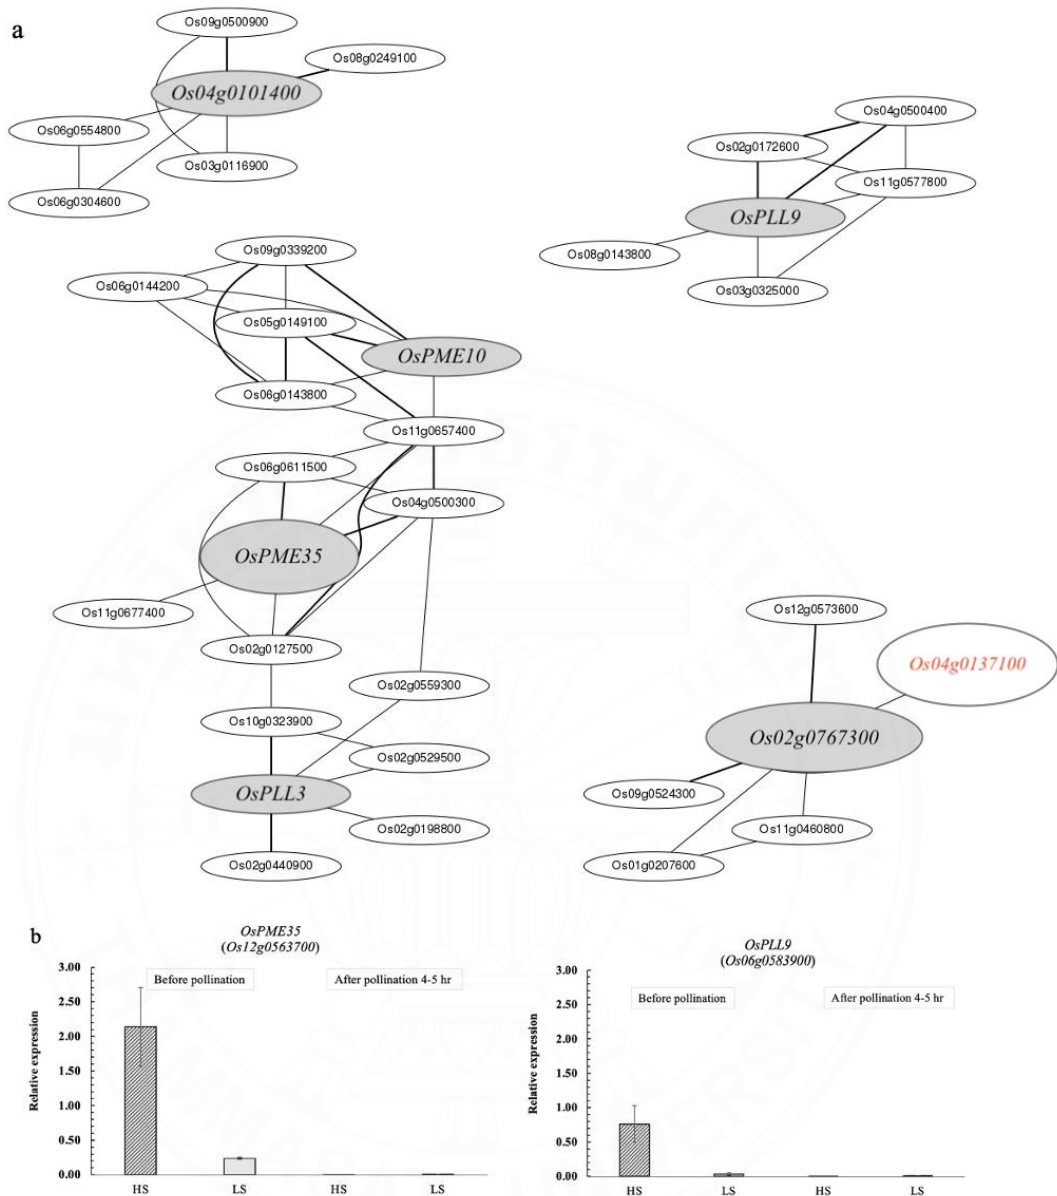 a
Os09g0500900
Os08g0249100
Os04g0101400
Os06g0554800
Os03g0116900
Os06g0304600
Os04g0500400
Os02g0172600
Os11g0577800
OsPLL9
Os08g0143800
Os03g0325000
Os09g0339200
Os06g0144200
Os05g0149100
OsPME10
Os06g0143800
Os11g0657400
Os06g0611500
Os04g0500300
OsPME35
Os11g0677400
Os02g0127500
Os02g0559300
Os10g0323900
Os02g0529500
OsPLL3
Os02g0198800
Os02g0440900
Os12g0573600
Os04g0137100
Os02g0767300
Os09g0524300
Os11g0460800
Os01g0207600
b
OsPME35
(Os12g0563700)
Before pollination
After pollination 4-5 hr
Relative expression
3.00
2.50
2.00
1.50
1.00
0.50
0.00
HS LS HS LS
OsPLL9
(Os06g0583900)
Before pollination
After pollination 4-5 hr
Relative expression
3.00
2.50
2.00
1.50
1.00
0.50
0.00
HS LS HS LS